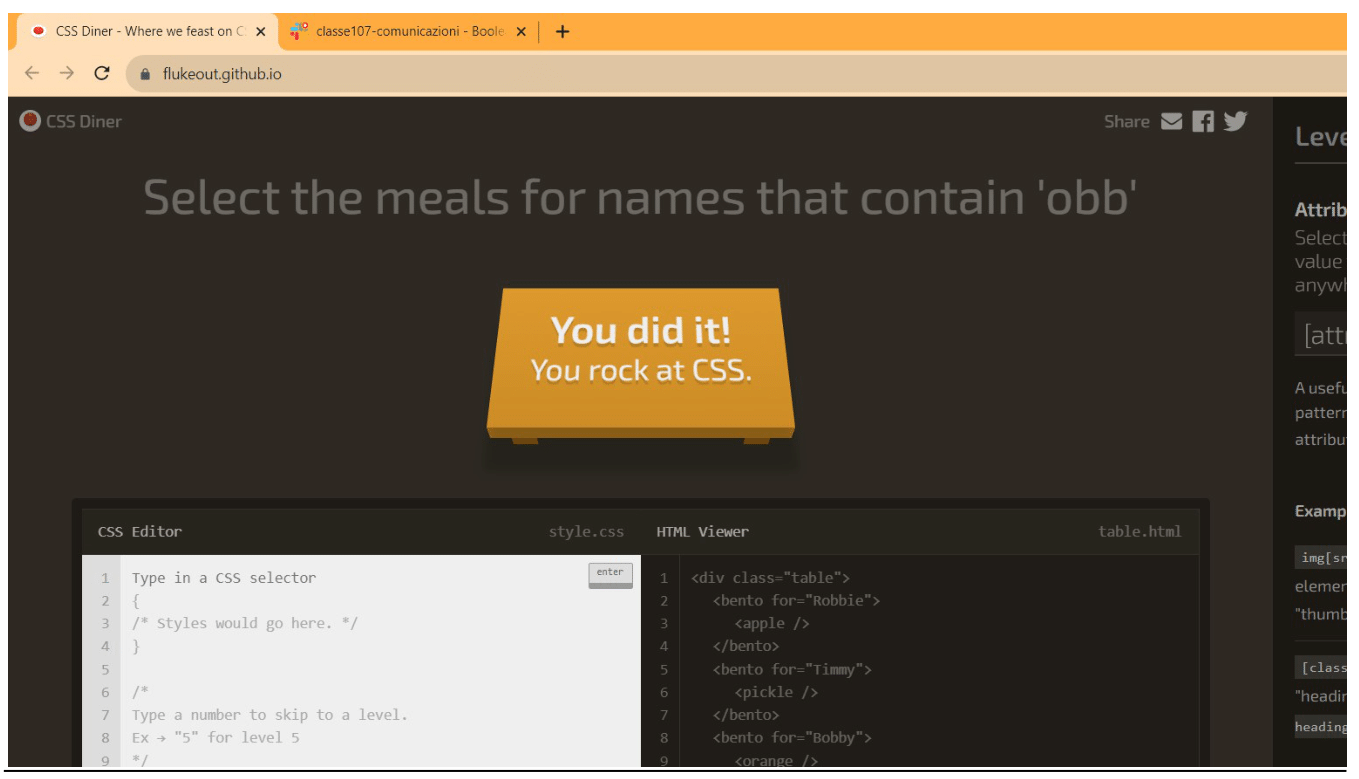 CSS Diner - Where we feast on C
classe107-comunicazioni - Boole
flukeout.github.io
CSS Diner
Share
Select the meals for names that contain 'obb'
You did it!
You rock at CSS.
CSS Editor style.css
enter
1 Type in a CSS selector
2 {
3 /* Styles would go here. */
4 }
5
6 /*
7 Type a number to skip to a level.
8 Ex → "5" for level 5
9 */
HTML Viewer table.html
1 <div class="table">
2 <bento for="Robbie">
3 <apple />
4 </bento>
5 <bento for="Timmy">
6 <pickle />
7 </bento>
8 <bento for="Bobby">
9 <orange />
Leve
Attrib
Select
value
anywh
[attr
A usefu
pattern
attribu
Examp
img[sr
elemen
"thumb
[class
"headin
heading